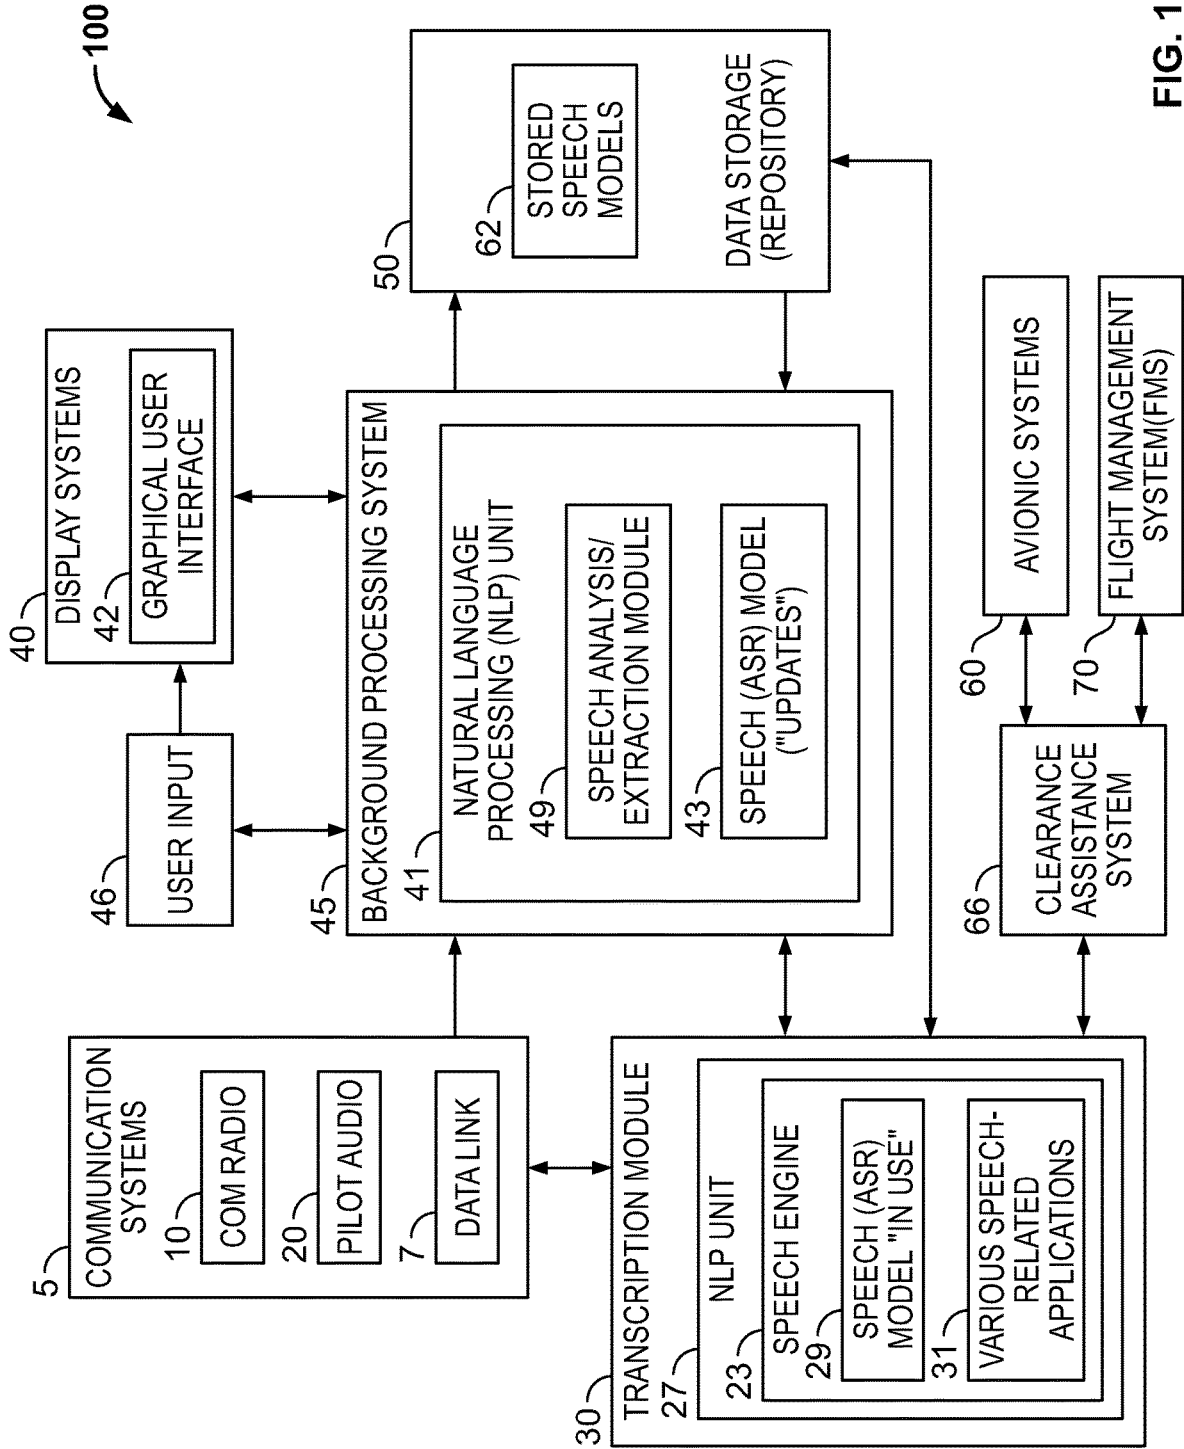 100
5
COMMUNICATION
SYSTEMS
10
COM RADIO
20
PILOT AUDIO
7
DATA LINK
46
USER INPUT
40
DISPLAY SYSTEMS
42
GRAPHICAL USER
INTERFACE
45
BACKGROUND PROCESSING SYSTEM
41
NATURAL LANGUAGE
PROCESSING (NLP) UNIT
49
SPEECH ANALYSIS/
EXTRACTION MODULE
43
SPEECH (ASR) MODEL
("UPDATES")
50
62
STORED
SPEECH
MODELS
DATA STORAGE
(REPOSITORY)
30
TRANSCRIPTION MODULE
27
NLP UNIT
23
SPEECH ENGINE
29
SPEECH (ASR)
MODEL "IN USE"
31
VARIOUS SPEECH-
RELATED
APPLICATIONS
66
CLEARANCE
ASSISTANCE
SYSTEM
60
AVIONIC SYSTEMS
70
FLIGHT MANAGEMENT
SYSTEM(FMS)
FIG. 1